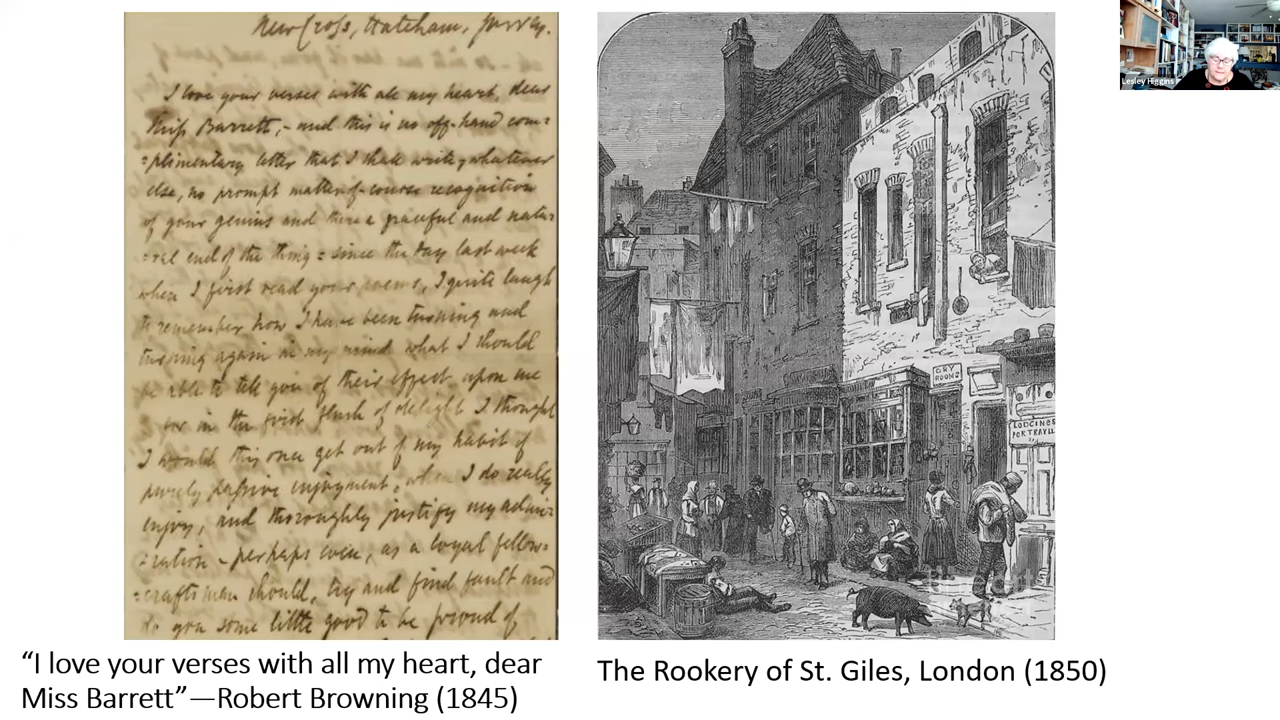 New Cross, Hatcham, Surrey.
I love your verses with all my heart, dear
Miss Barrett, - and this is no off-hand com=
=plimentary letter that I shall write, whatever
else, no prompt matter-of-course recognition
of your genius and there a graceful and natu=
=ral end of the thing: since the day last week
when I first read your poems, I quite laugh
to remember how I have been turning and
turning again in my mind what I should
be able to tell you of their effect upon me
for in the first flush of delight I thought
I would this once get out of my habit of
purely passive enjoyment, when I do really
enjoy, and thoroughly justify my admi=
=ration - perhaps even, as a loyal fellow=
=craftsman should, try and find fault and
do you some little good to be proud of
“I love your verses with all my heart, dear
Miss Barrett”—Robert Browning (1845)
DRY
ROOMS
LODGINGS
FOR TRAVLL
The Rookery of St. Giles, London (1850)
Lesley Higgins